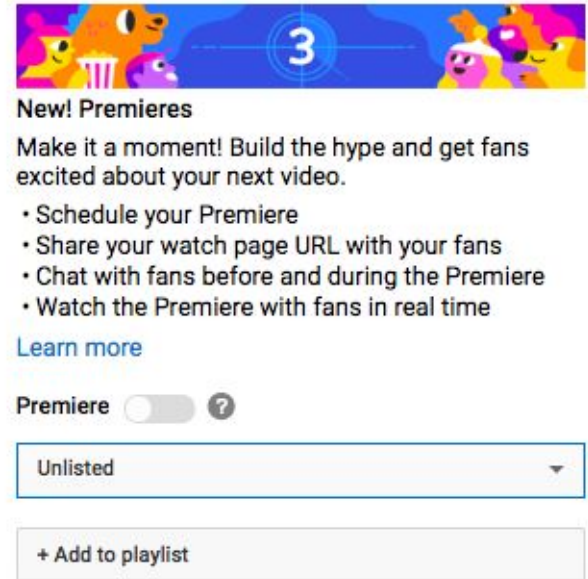 3
New! Premieres
Make it a moment! Build the hype and get fans
excited about your next video.
• Schedule your Premiere
• Share your watch page URL with your fans
• Chat with fans before and during the Premiere
• Watch the Premiere with fans in real time
Learn more
Premiere ?
Unlisted
+ Add to playlist